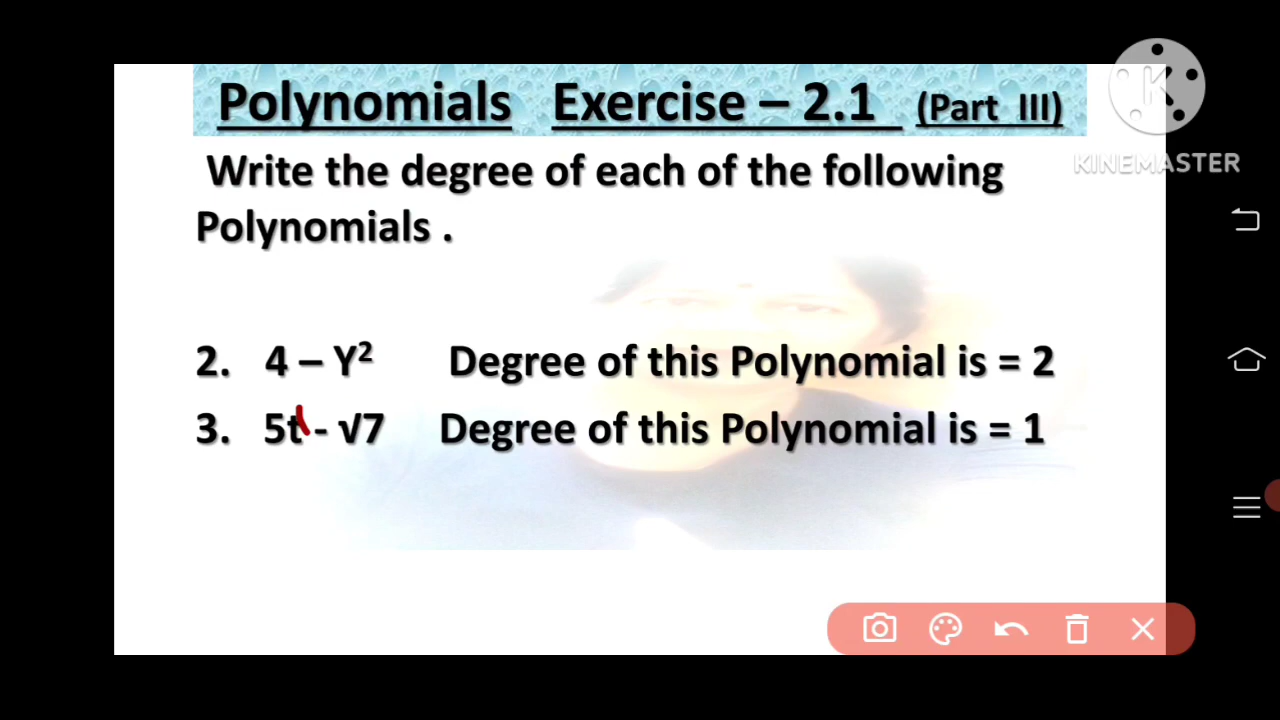 Polynomials Exercise – 2.1 (Part III)
KINEMASTER
Write the degree of each of the following
Polynomials .
2. 4 – Y² Degree of this Polynomial is = 2
3. 5t - √7 Degree of this Polynomial is = 1